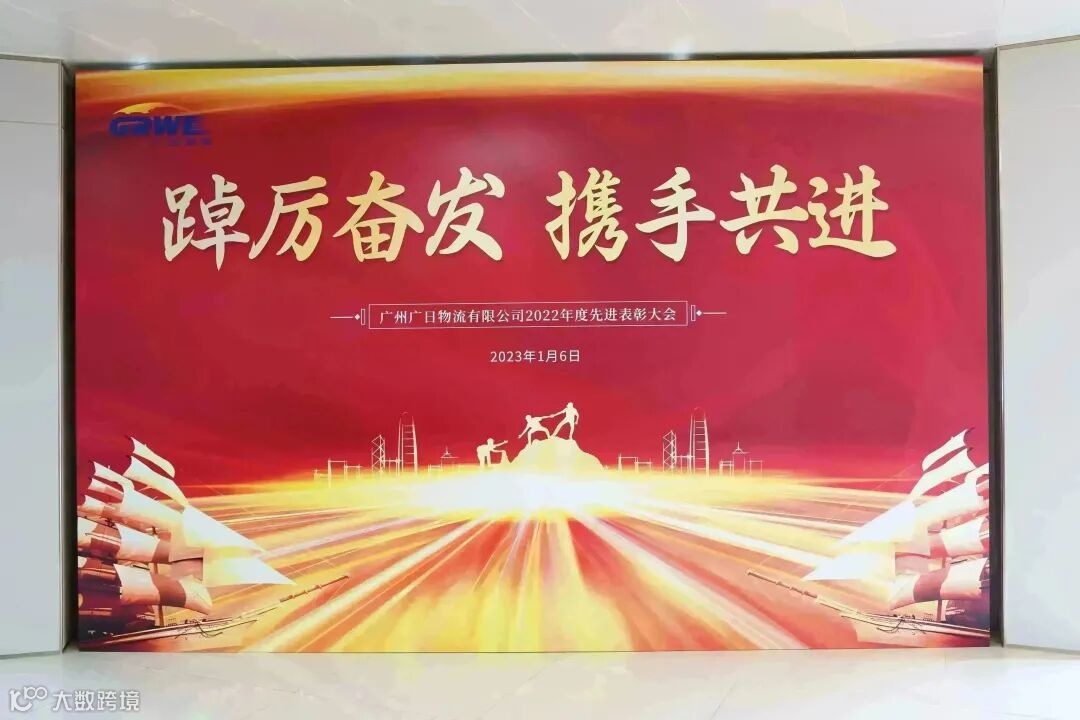 GRWE
踔厉奋发 携手共进
广州广日物流有限公司2022年度先进表彰大会
2023年1月6日
大数跨境